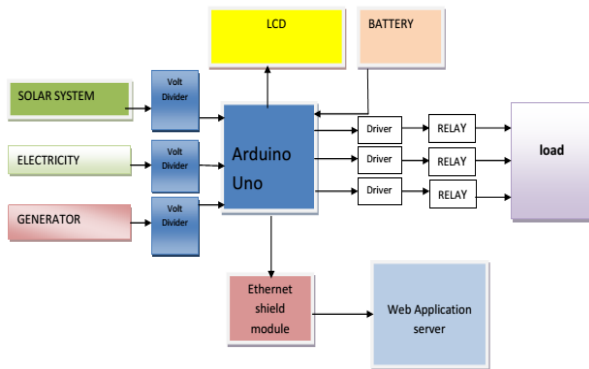 LCD
BATTERY
Volt
Divider
SOLAR SYSTEM
Driver
RELAY
load
Volt
Divider
ELECTRICITY
Arduino
Uno
Driver
RELAY
Driver
RELAY
Volt
Divider
GENERATOR
Ethernet
shield
module
Web Application
server